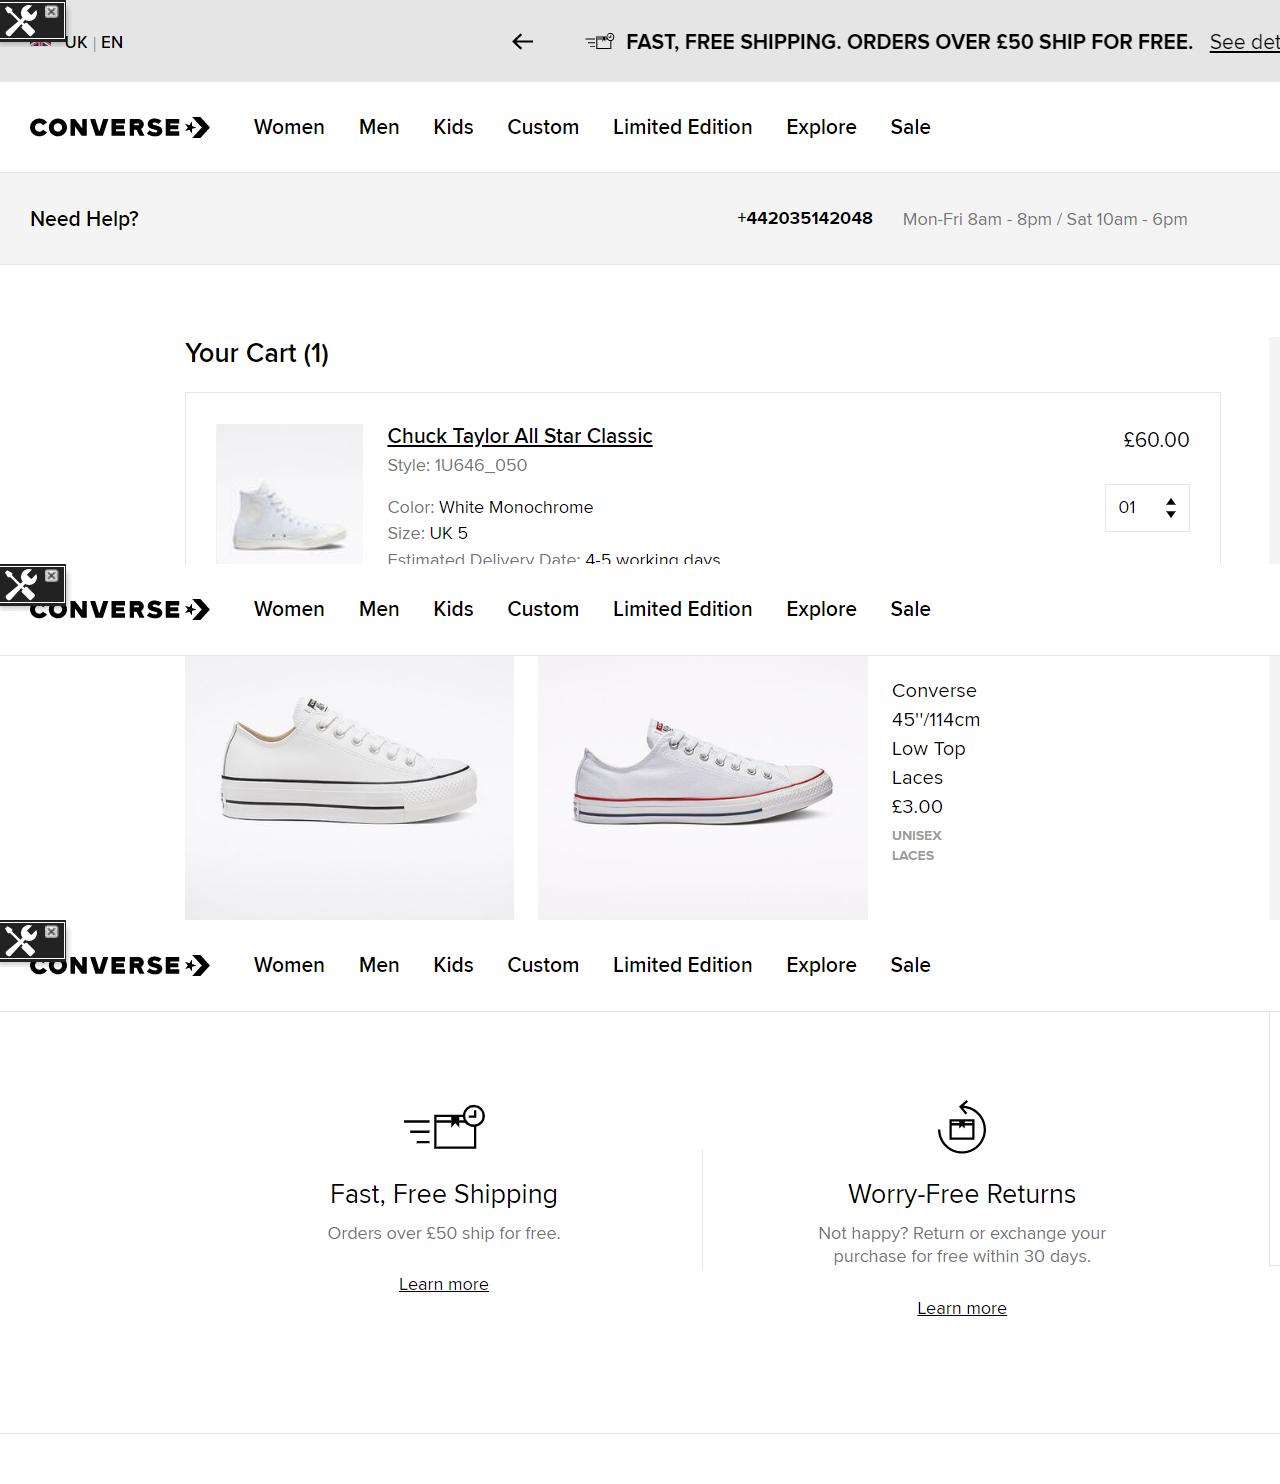 UK | EN
FAST, FREE SHIPPING. ORDERS OVER £50 SHIP FOR FREE. See det
CONVERSE Women Men Kids Custom Limited Edition Explore Sale
Need Help? +442035142048 Mon-Fri 8am - 8pm / Sat 10am - 6pm
Your Cart (1)
Chuck Taylor All Star Classic £60.00
Style: 1U646_050
Color: White Monochrome 01
Size: UK 5
Estimated Delivery Date: 4-5 working days
CONVERSE Women Men Kids Custom Limited Edition Explore Sale
Converse
45''/114cm
Low Top
Laces
£3.00
UNISEX
LACES
CONVERSE Women Men Kids Custom Limited Edition Explore Sale
Fast, Free Shipping
Orders over £50 ship for free.
Learn more
Worry-Free Returns
Not happy? Return or exchange your
purchase for free within 30 days.
Learn more